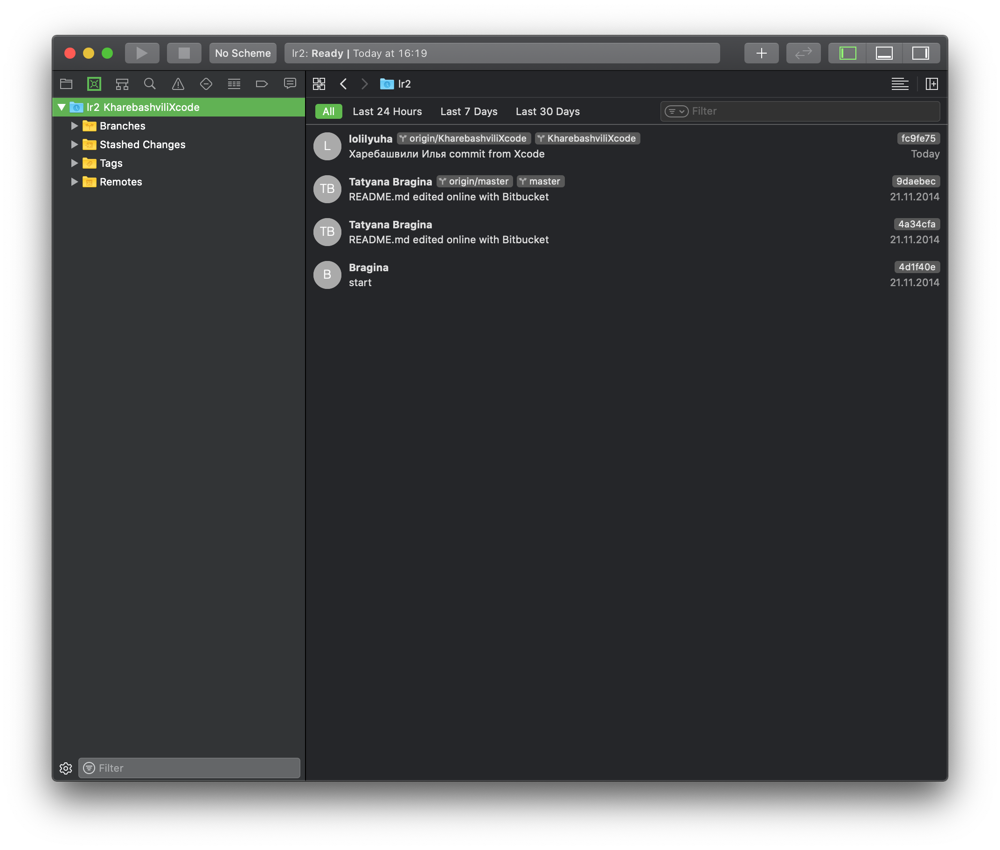 No Scheme
lr2: Ready | Today at 16:19
lr2
lr2 KharebashviliXcode
Branches
Stashed Changes
Tags
Remotes
Filter
All Last 24 Hours Last 7 Days Last 30 Days Filter
L
lolilyuha origin/KharebashviliXcode KharebashviliXcode fc9fe75
Харебашвили Илья commit from Xcode Today
TB
Tatyana Bragina origin/master master 9daebec
README.md edited online with Bitbucket 21.11.2014
TB
Tatyana Bragina 4a34cfa
README.md edited online with Bitbucket 21.11.2014
B
Bragina 4d1f40e
start 21.11.2014